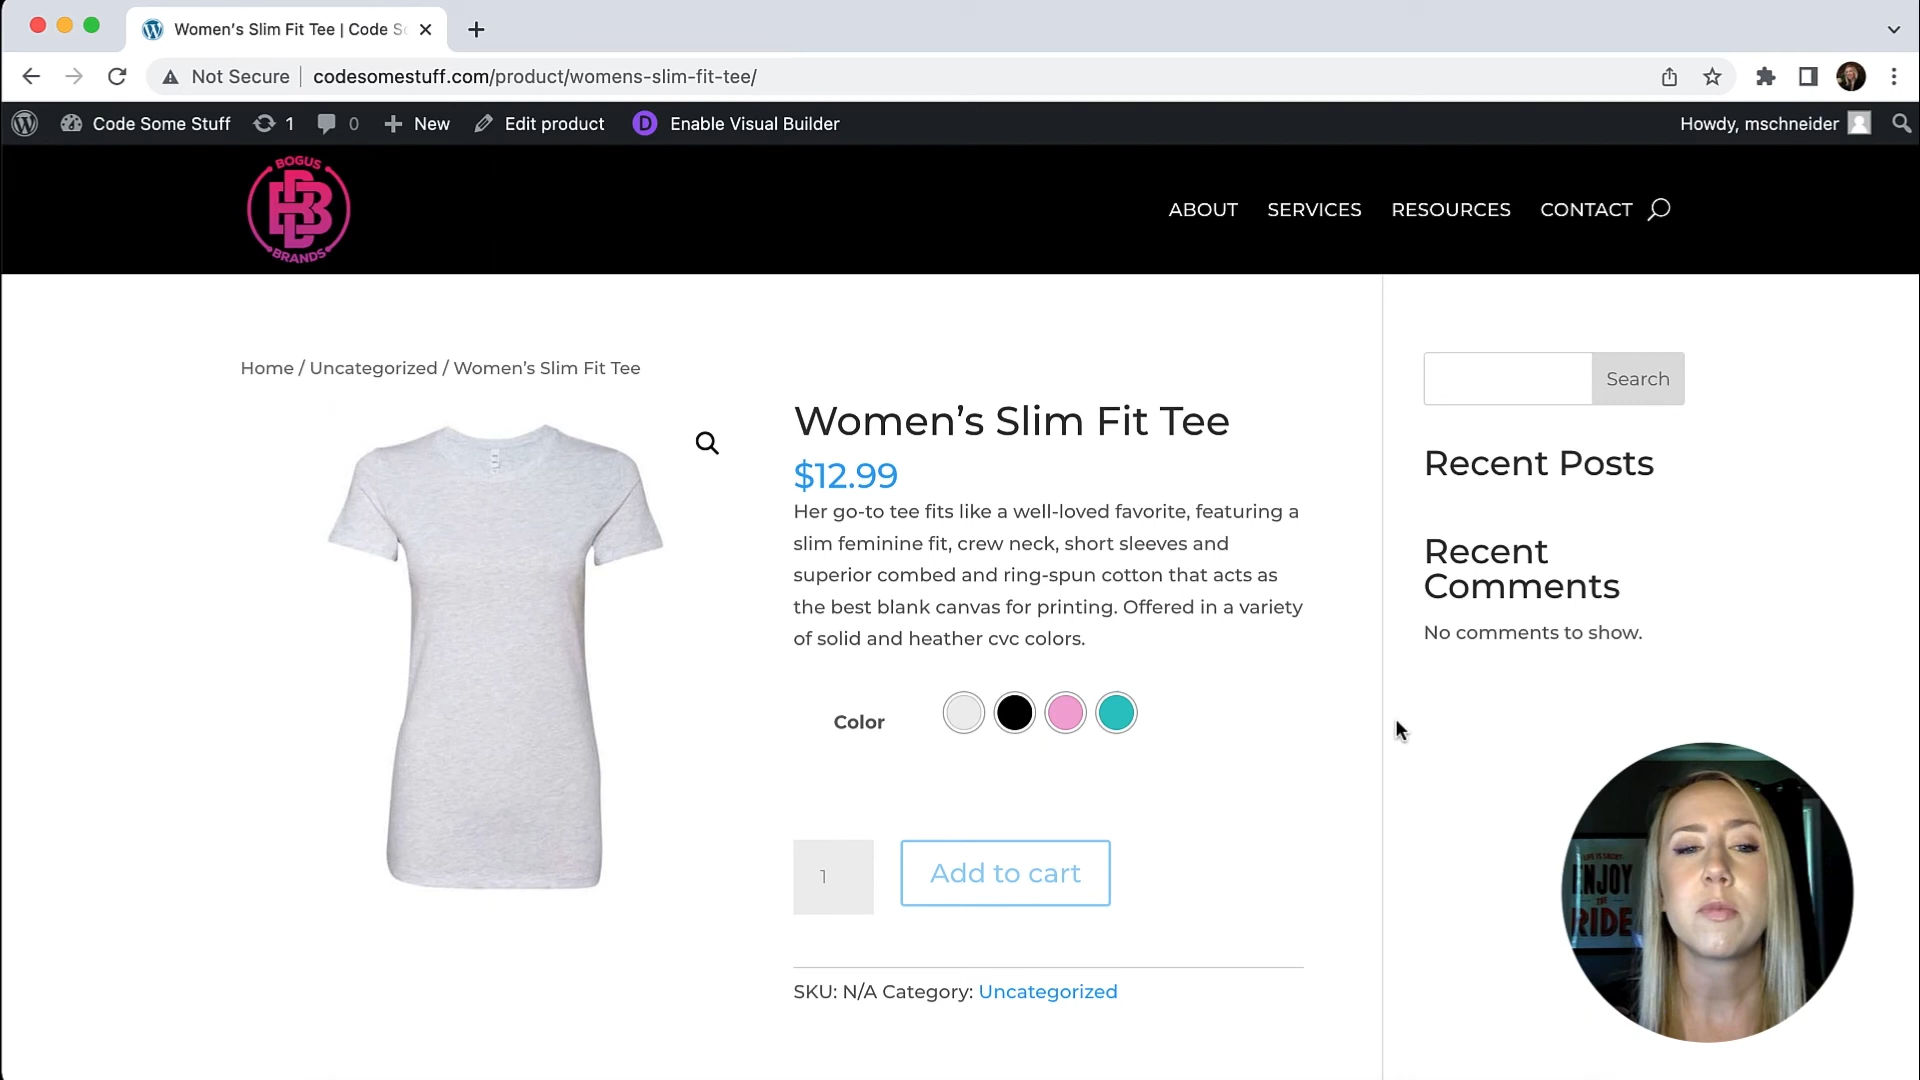 Women's Slim Fit Tee | Code So
Not Secure codesomestuff.com/product/womens-slim-fit-tee/
Code Some Stuff 1 0 New Edit product D Enable Visual Builder Howdy, mschneider
BOGUS
BRANDS
ABOUT SERVICES RESOURCES CONTACT
Home / Uncategorized / Women's Slim Fit Tee
Search
Women's Slim Fit Tee
$12.99
Her go-to tee fits like a well-loved favorite, featuring a
slim feminine fit, crew neck, short sleeves and
superior combed and ring-spun cotton that acts as
the best blank canvas for printing. Offered in a variety
of solid and heather cvc colors.
Color
1 Add to cart
SKU: N/A Category: Uncategorized
Recent Posts
Recent
Comments
No comments to show.
LIFE IS SHORT
ENJOY
THE
RIDE